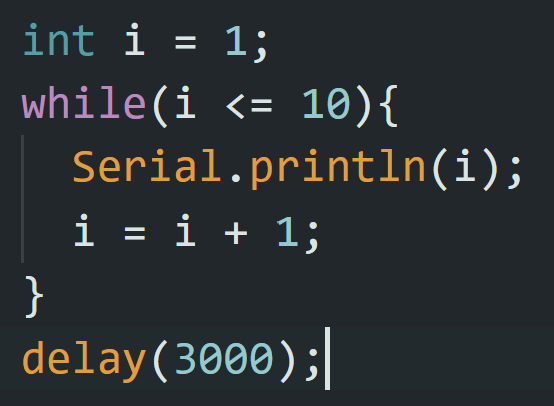 int i = 1;
while(i <= 10){
  Serial.println(i);
  i = i + 1;
}
delay(3000);